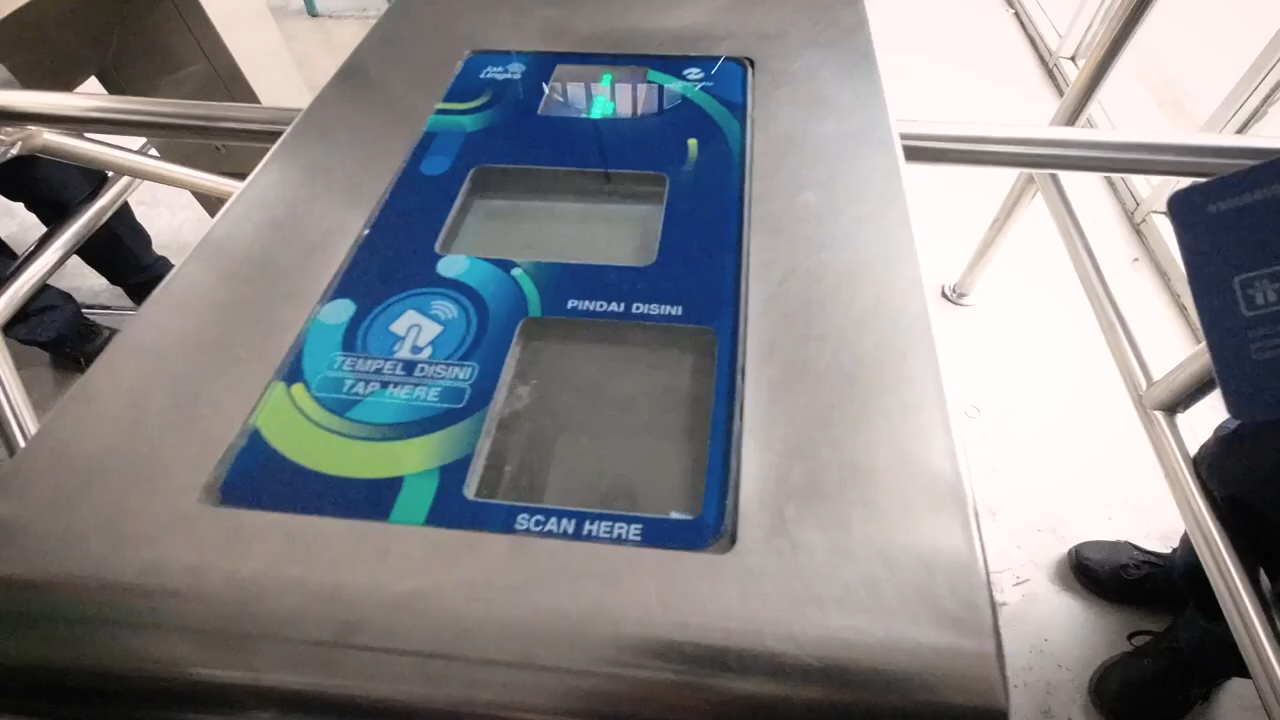 Jak
Lingko
PINDAI DISINI
TEMPEL DISINI
TAP HERE
SCAN HERE